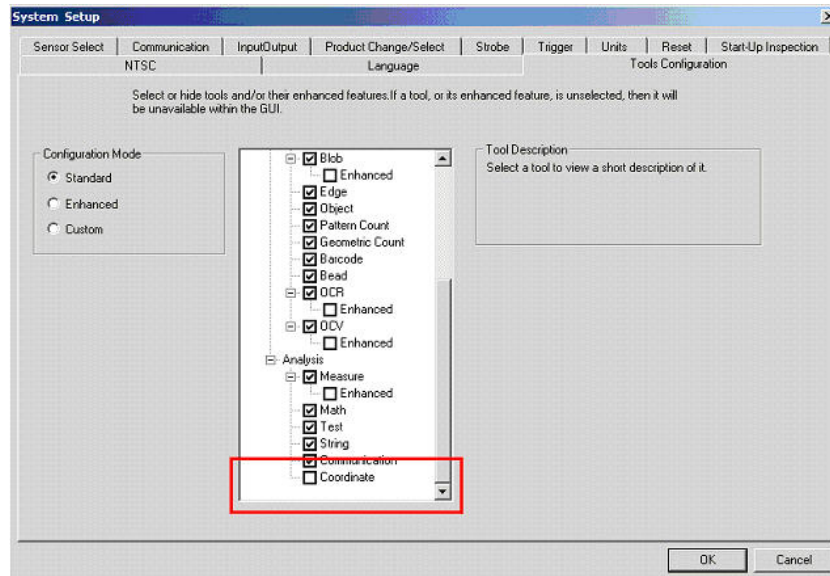 System Setup
Sensor Select Communication InputOutput Product Change/Select Strobe Trigger Units Reset Start-Up Inspection
NTSC Language Tools Configuration
Select or hide tools and/or their enhanced features.If a tool, or its enhanced feature, is unselected, then it will
be unavailable within the GUI.
Configuration Mode
Standard
Enhanced
Custom
Blob
Enhanced
Edge
Object
Pattern Count
Geometric Count
Barcode
Bead
OCR
Enhanced
OCV
Enhanced
Analysis
Measure
Enhanced
Math
Test
String
Communication
Coordinate
Tool Description
Select a tool to view a short description of it.
OK Cancel